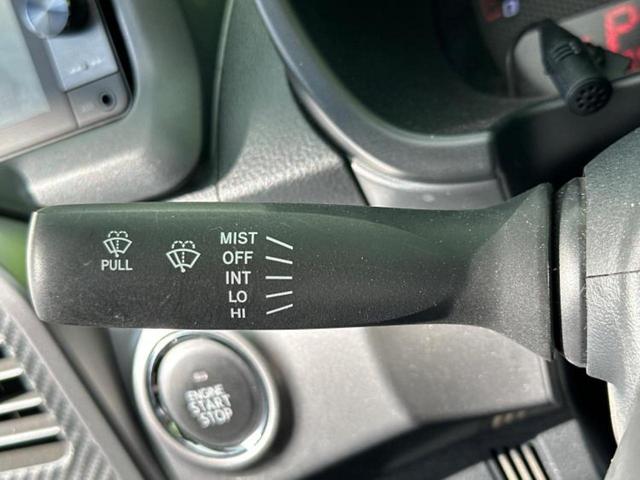 P
MIST
OFF
PULL
INT
LO
HI
ENGINE
START
STOP